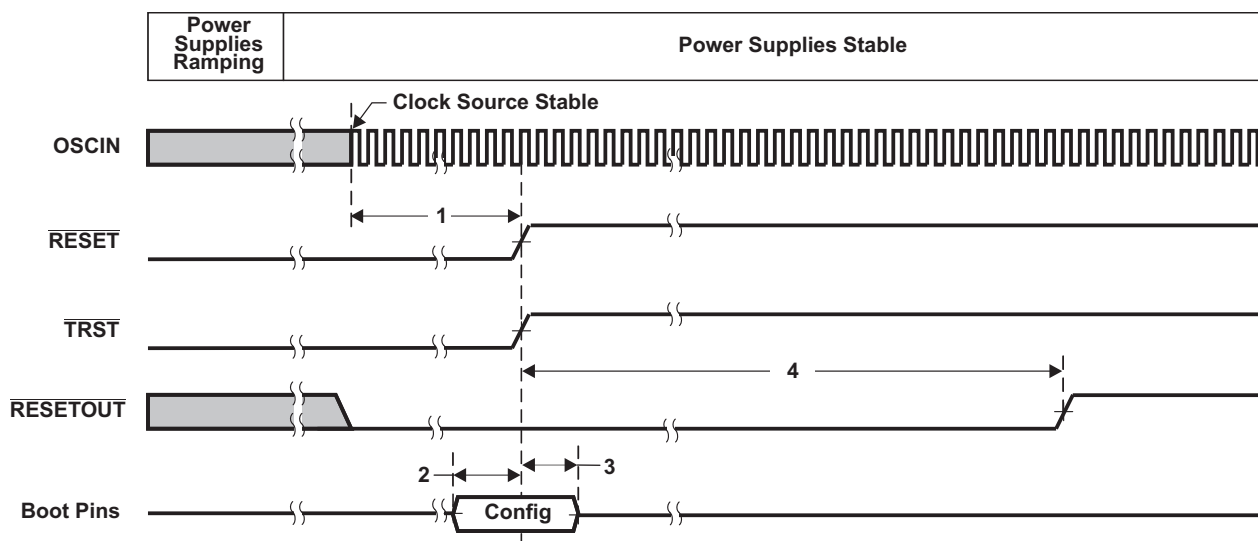 Power
Supplies
Ramping
Power Supplies Stable
Clock Source Stable
OSCIN
1
RESET
TRST
4
RESETOUT
2
3
Boot Pins
Config